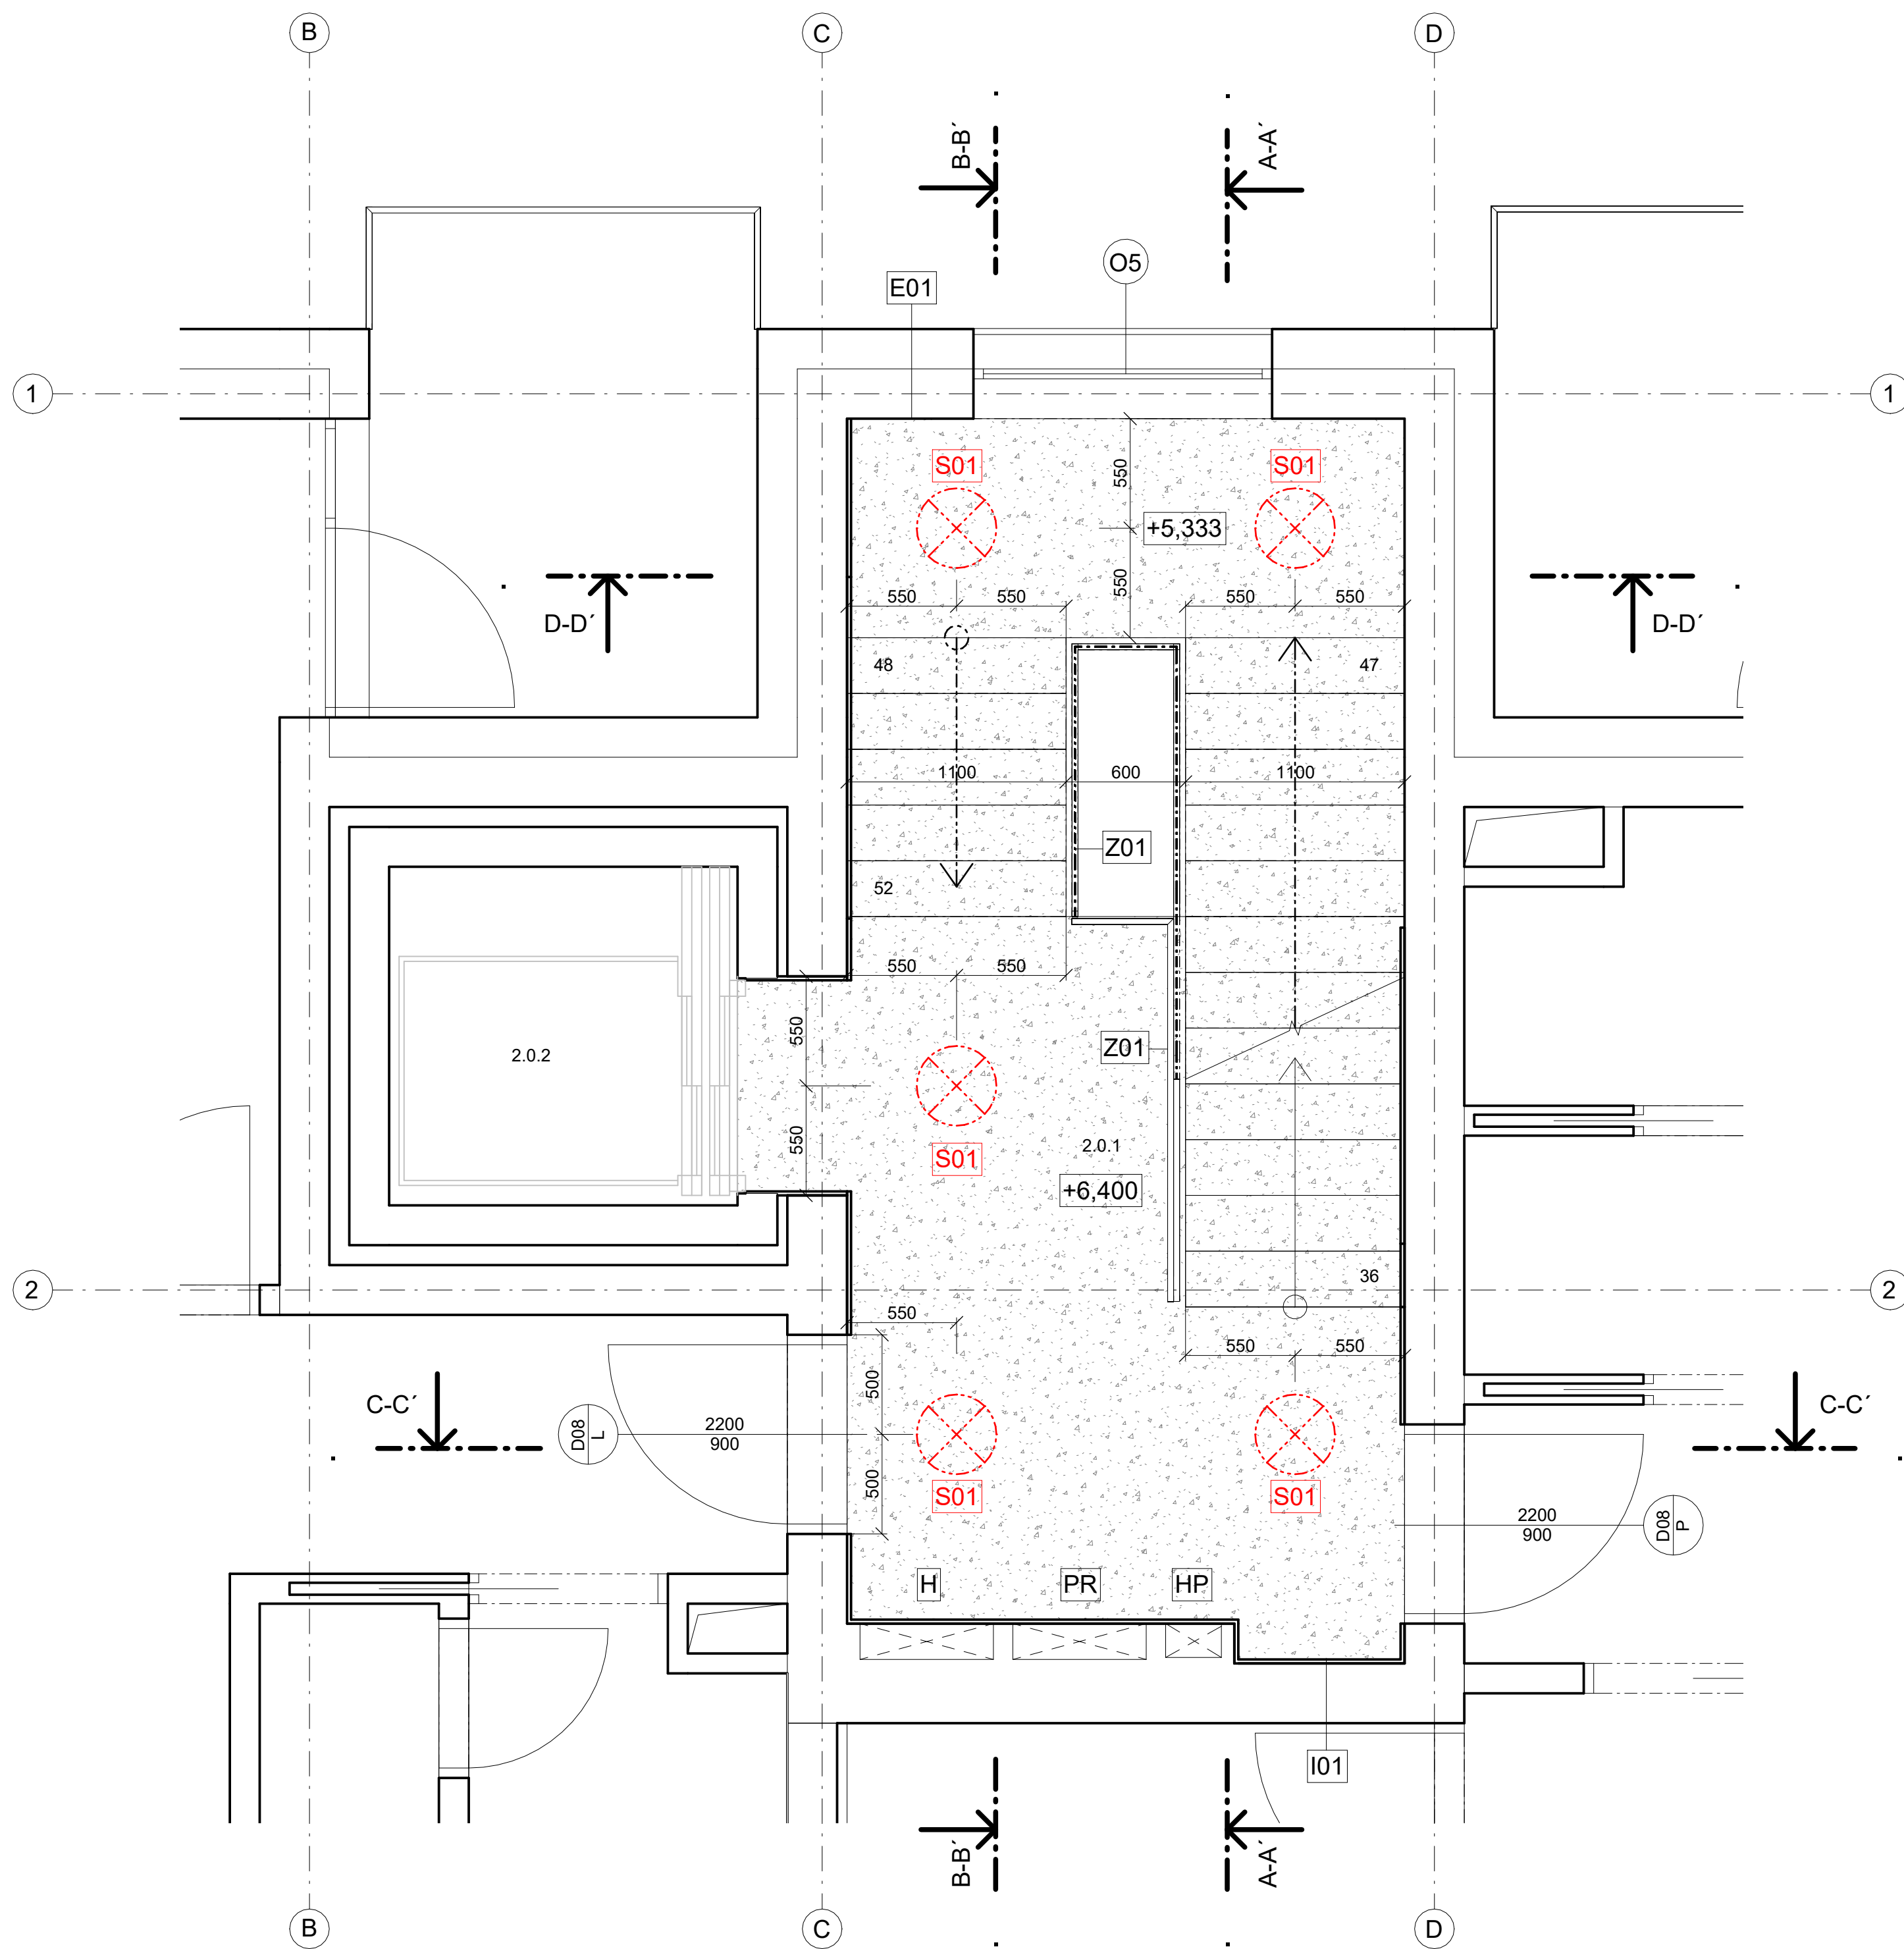 B
C
D
B-B´
A-A´
O5
E01
1
1
S01
S01
550
+5,333
550
550
550
550
550
D-D´
D-D´
48
47
1100
600
1100
Z01
52
550
550
550
2.0.2
Z01
550
2.0.1
S01
+6,400
36
2
2
550
550
550
500
C-C´
C-C´
D08
L
2200
900
500
S01
S01
2200
900
D08
P
H
PR
HP
I01
B-B´
A-A´
B
C
D